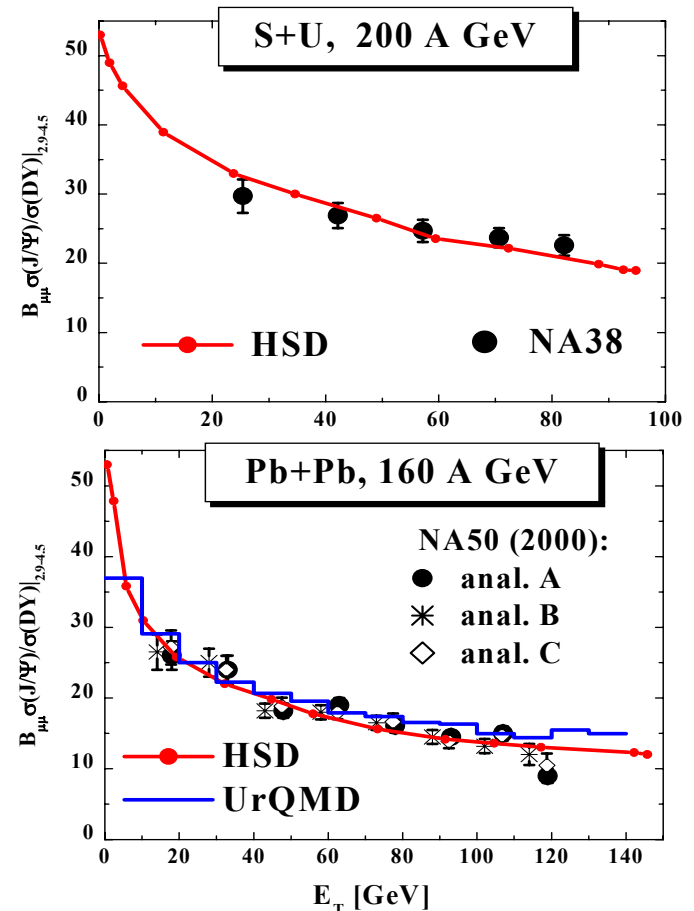 S+U, 200 A GeV
B_μμ σ(J/Ψ)/σ(DY)|_2.9-4.5
50
40
30
20
10
0
HSD
NA38
0 20 40 60 80 100
Pb+Pb, 160 A GeV
B_μμ σ(J/Ψ)/σ(DY)|_2.9-4.5
50
40
30
20
10
0
NA50 (2000):
anal. A
anal. B
anal. C
HSD
UrQMD
0 20 40 60 80 100 120 140
E_T [GeV]